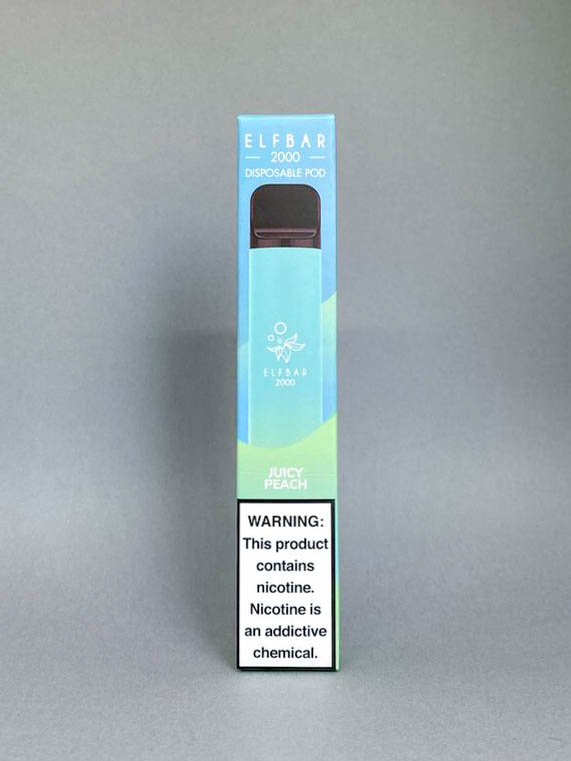 ELFBAR
2000
DISPOSABLE POD
ELFBAR
2000
JUICY
PEACH
WARNING:
This product
contains
nicotine.
Nicotine is
an addictive
chemical.